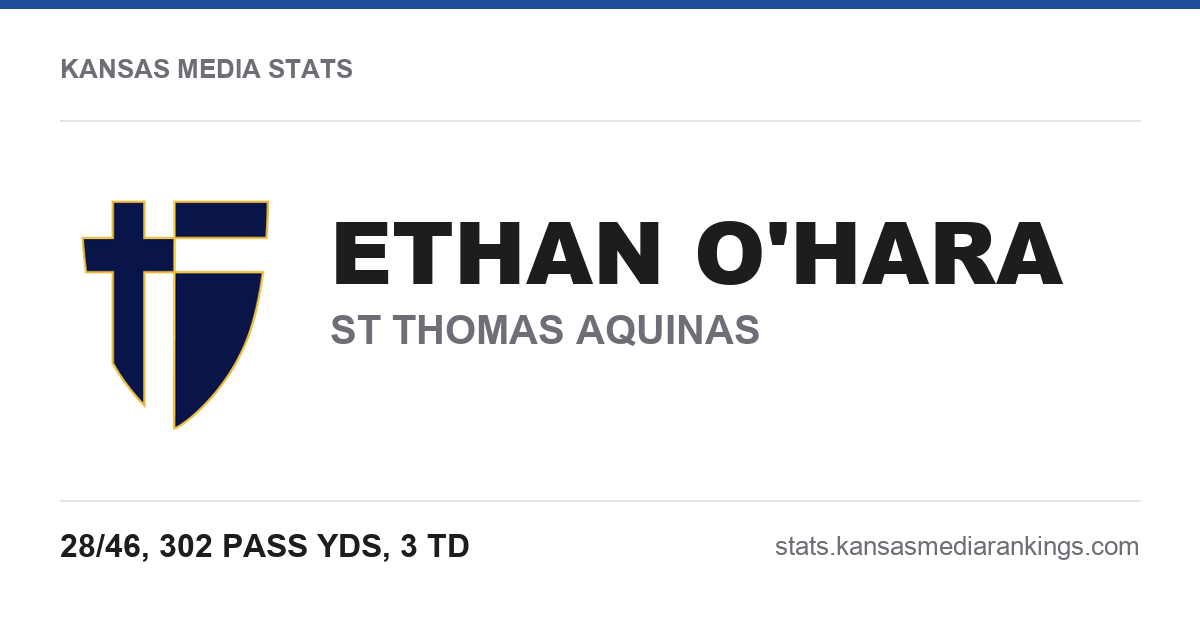 KANSAS MEDIA STATS
ETHAN O'HARA
ST THOMAS AQUINAS
28/46, 302 PASS YDS, 3 TD
stats.kansasmediarankings.com